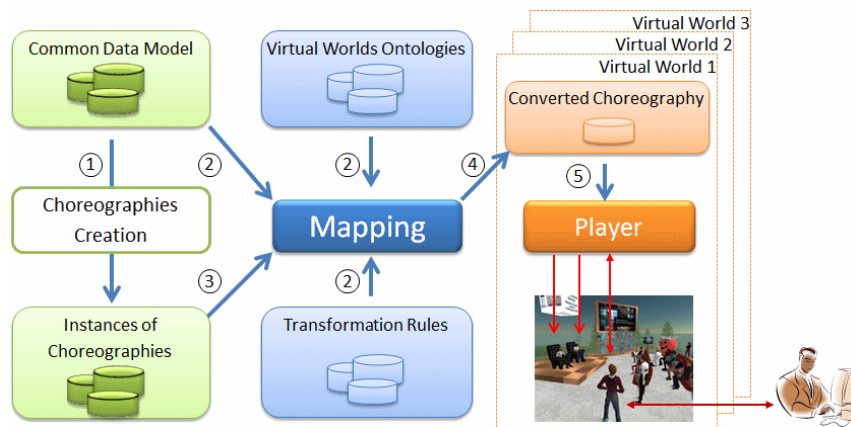 Virtual World 3
Virtual World 2
Virtual World 1
Common Data Model
Virtual Worlds Ontologies
Converted Choreography
1
2
2
4
5
Choreographies
Creation
Mapping
Player
3
2
Instances of
Choreographies
Transformation Rules